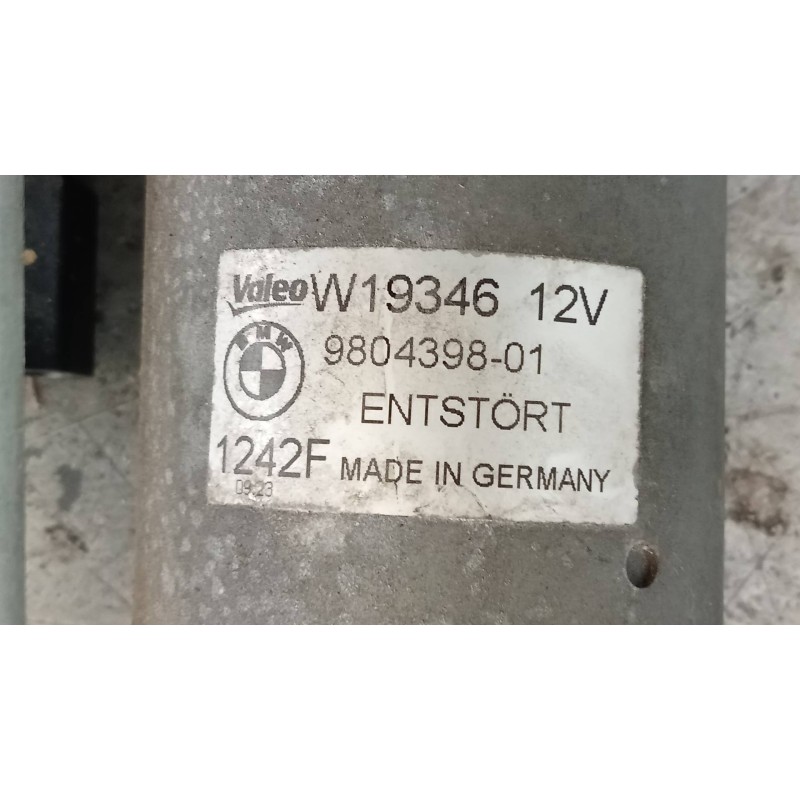 Valeo W19346 12V
BMW 9804398-01
ENTSTÖRT
1242F MADE IN GERMANY
09:23